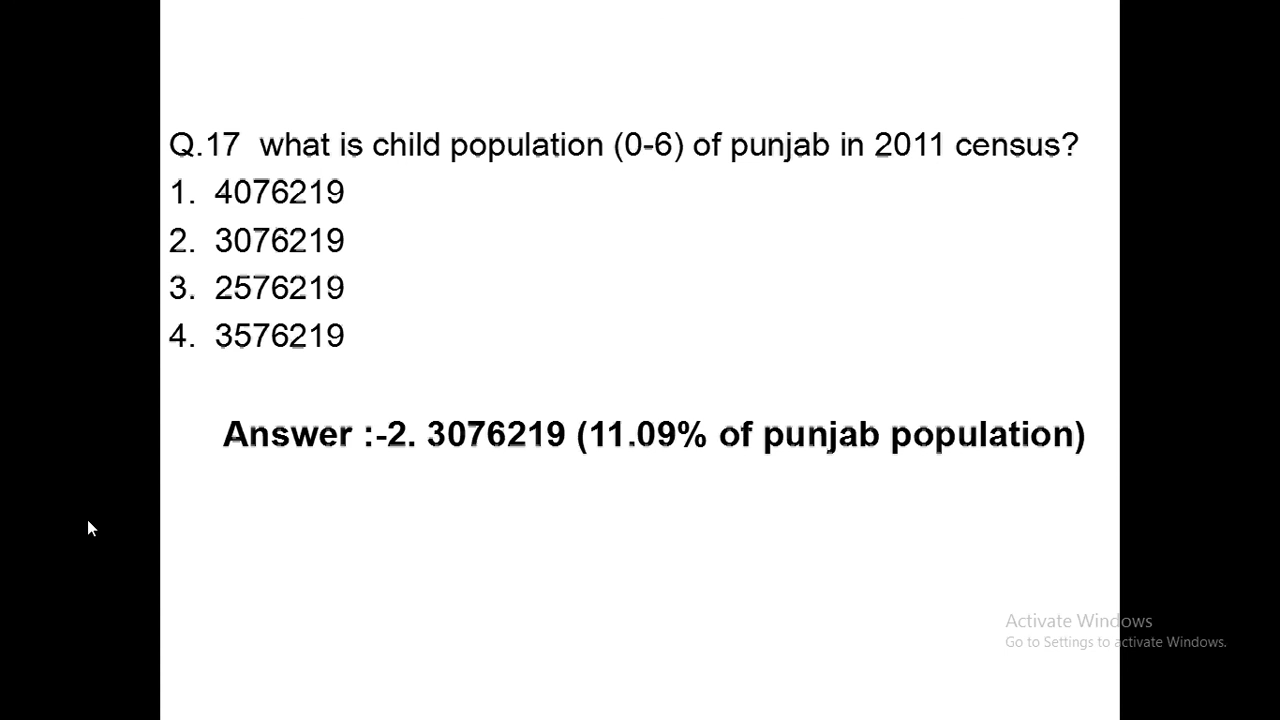 Q.17 what is child population (0-6) of punjab in 2011 census?
1. 4076219
2. 3076219
3. 2576219
4. 3576219
Answer :-2. 3076219 (11.09% of punjab population)
Activate Windows
Go to Settings to activate Windows.